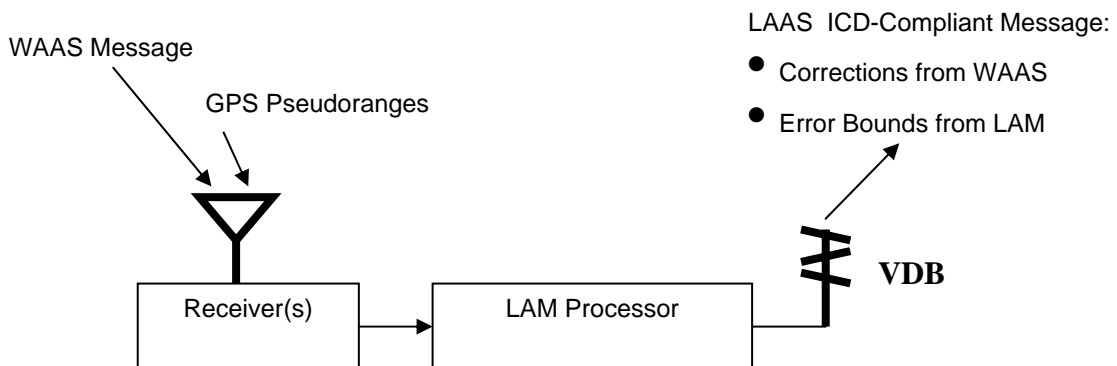 LAAS ICD-Compliant Message:
WAAS Message
● Corrections from WAAS
GPS Pseudoranges
● Error Bounds from LAM
VDB
Receiver(s)
LAM Processor